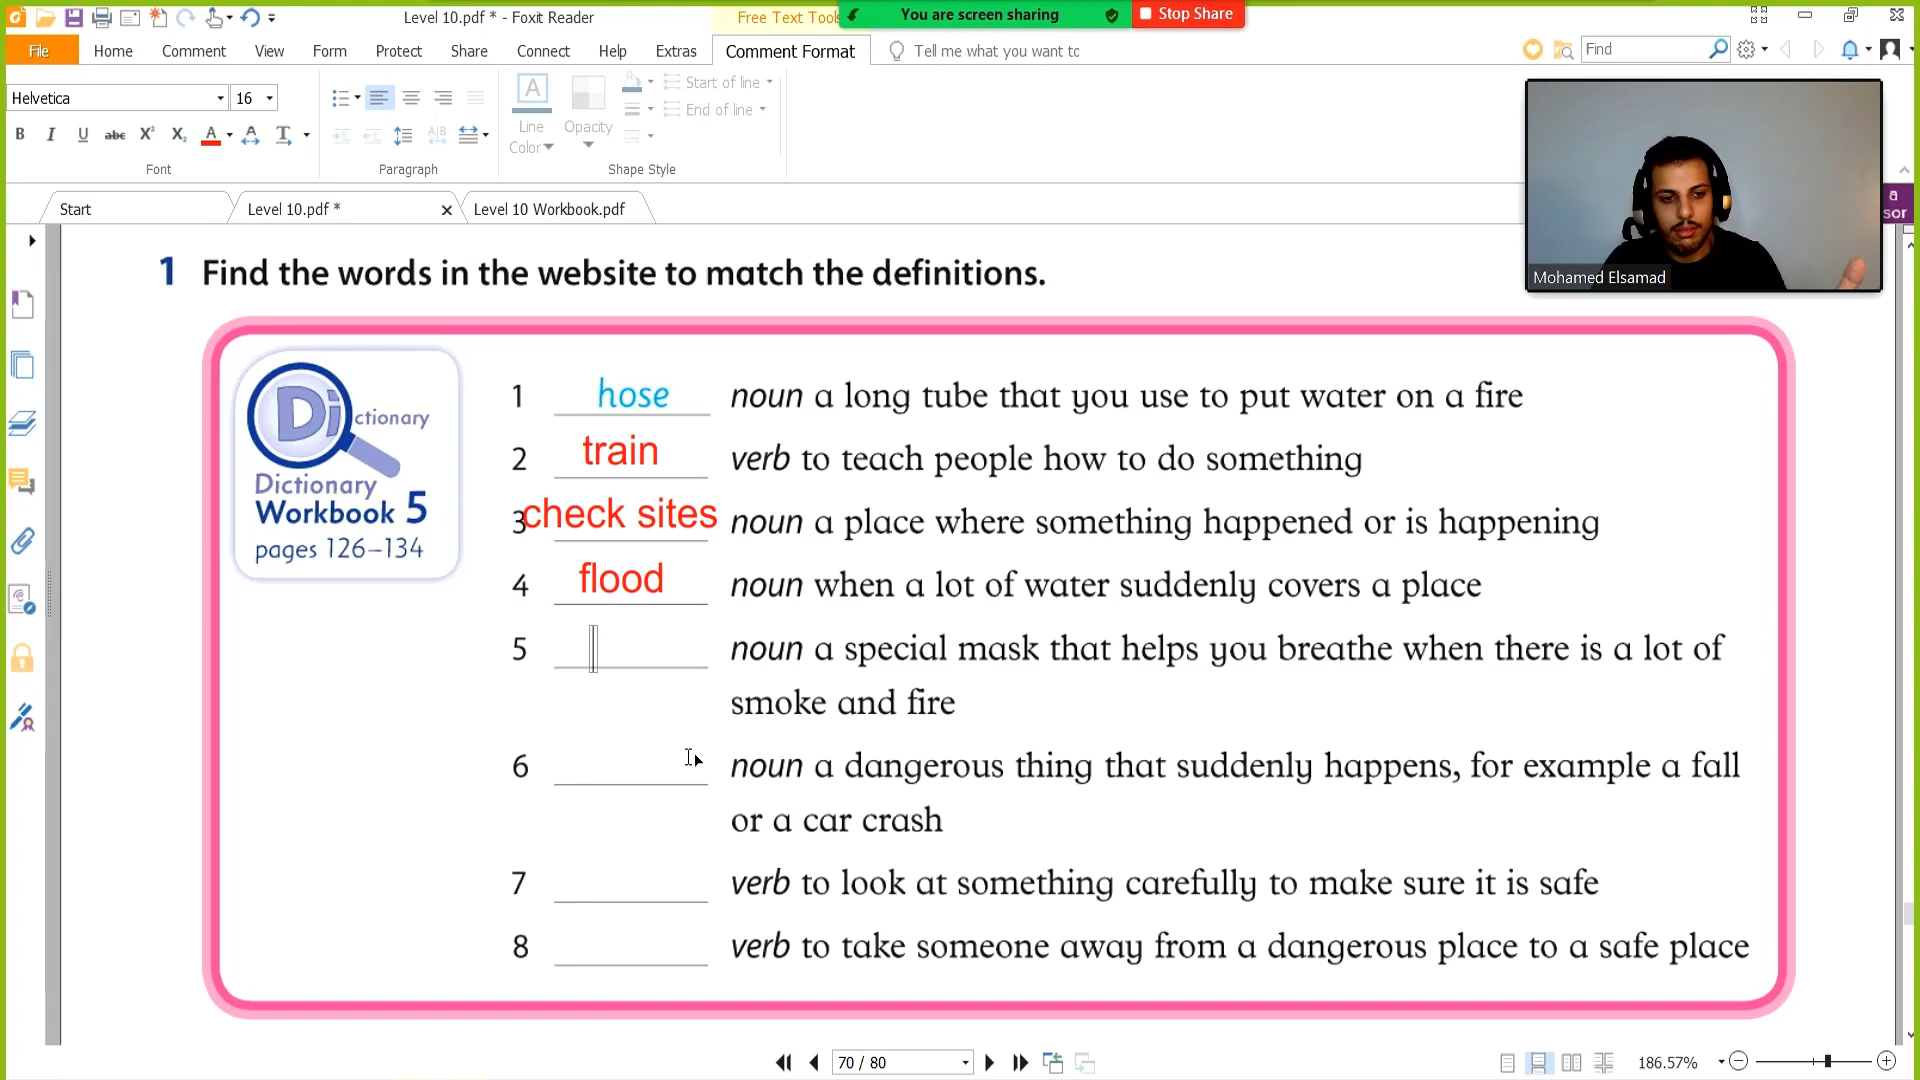 Level 10.pdf * - Foxit Reader
Free Text Tools
You are screen sharing
Stop Share
File
Home
Comment
View
Form
Protect
Share
Connect
Help
Extras
Comment Format
Tell me what you want to
Find
Helvetica
16
Start of line
End of line
Line
Color
Opacity
B I U abc X² X₂ A A T
Font
Paragraph
Shape Style
Start
Level 10.pdf *
Level 10 Workbook.pdf
a
sor
Mohamed Elsamad
1 Find the words in the website to match the definitions.
Dictionary
Dictionary
Workbook 5
pages 126–134
1 hose noun a long tube that you use to put water on a fire
2 train verb to teach people how to do something
3 check sites noun a place where something happened or is happening
4 flood noun when a lot of water suddenly covers a place
5 noun a special mask that helps you breathe when there is a lot of
smoke and fire
6 noun a dangerous thing that suddenly happens, for example a fall
or a car crash
7 verb to look at something carefully to make sure it is safe
8 verb to take someone away from a dangerous place to a safe place
70 / 80
186.57%